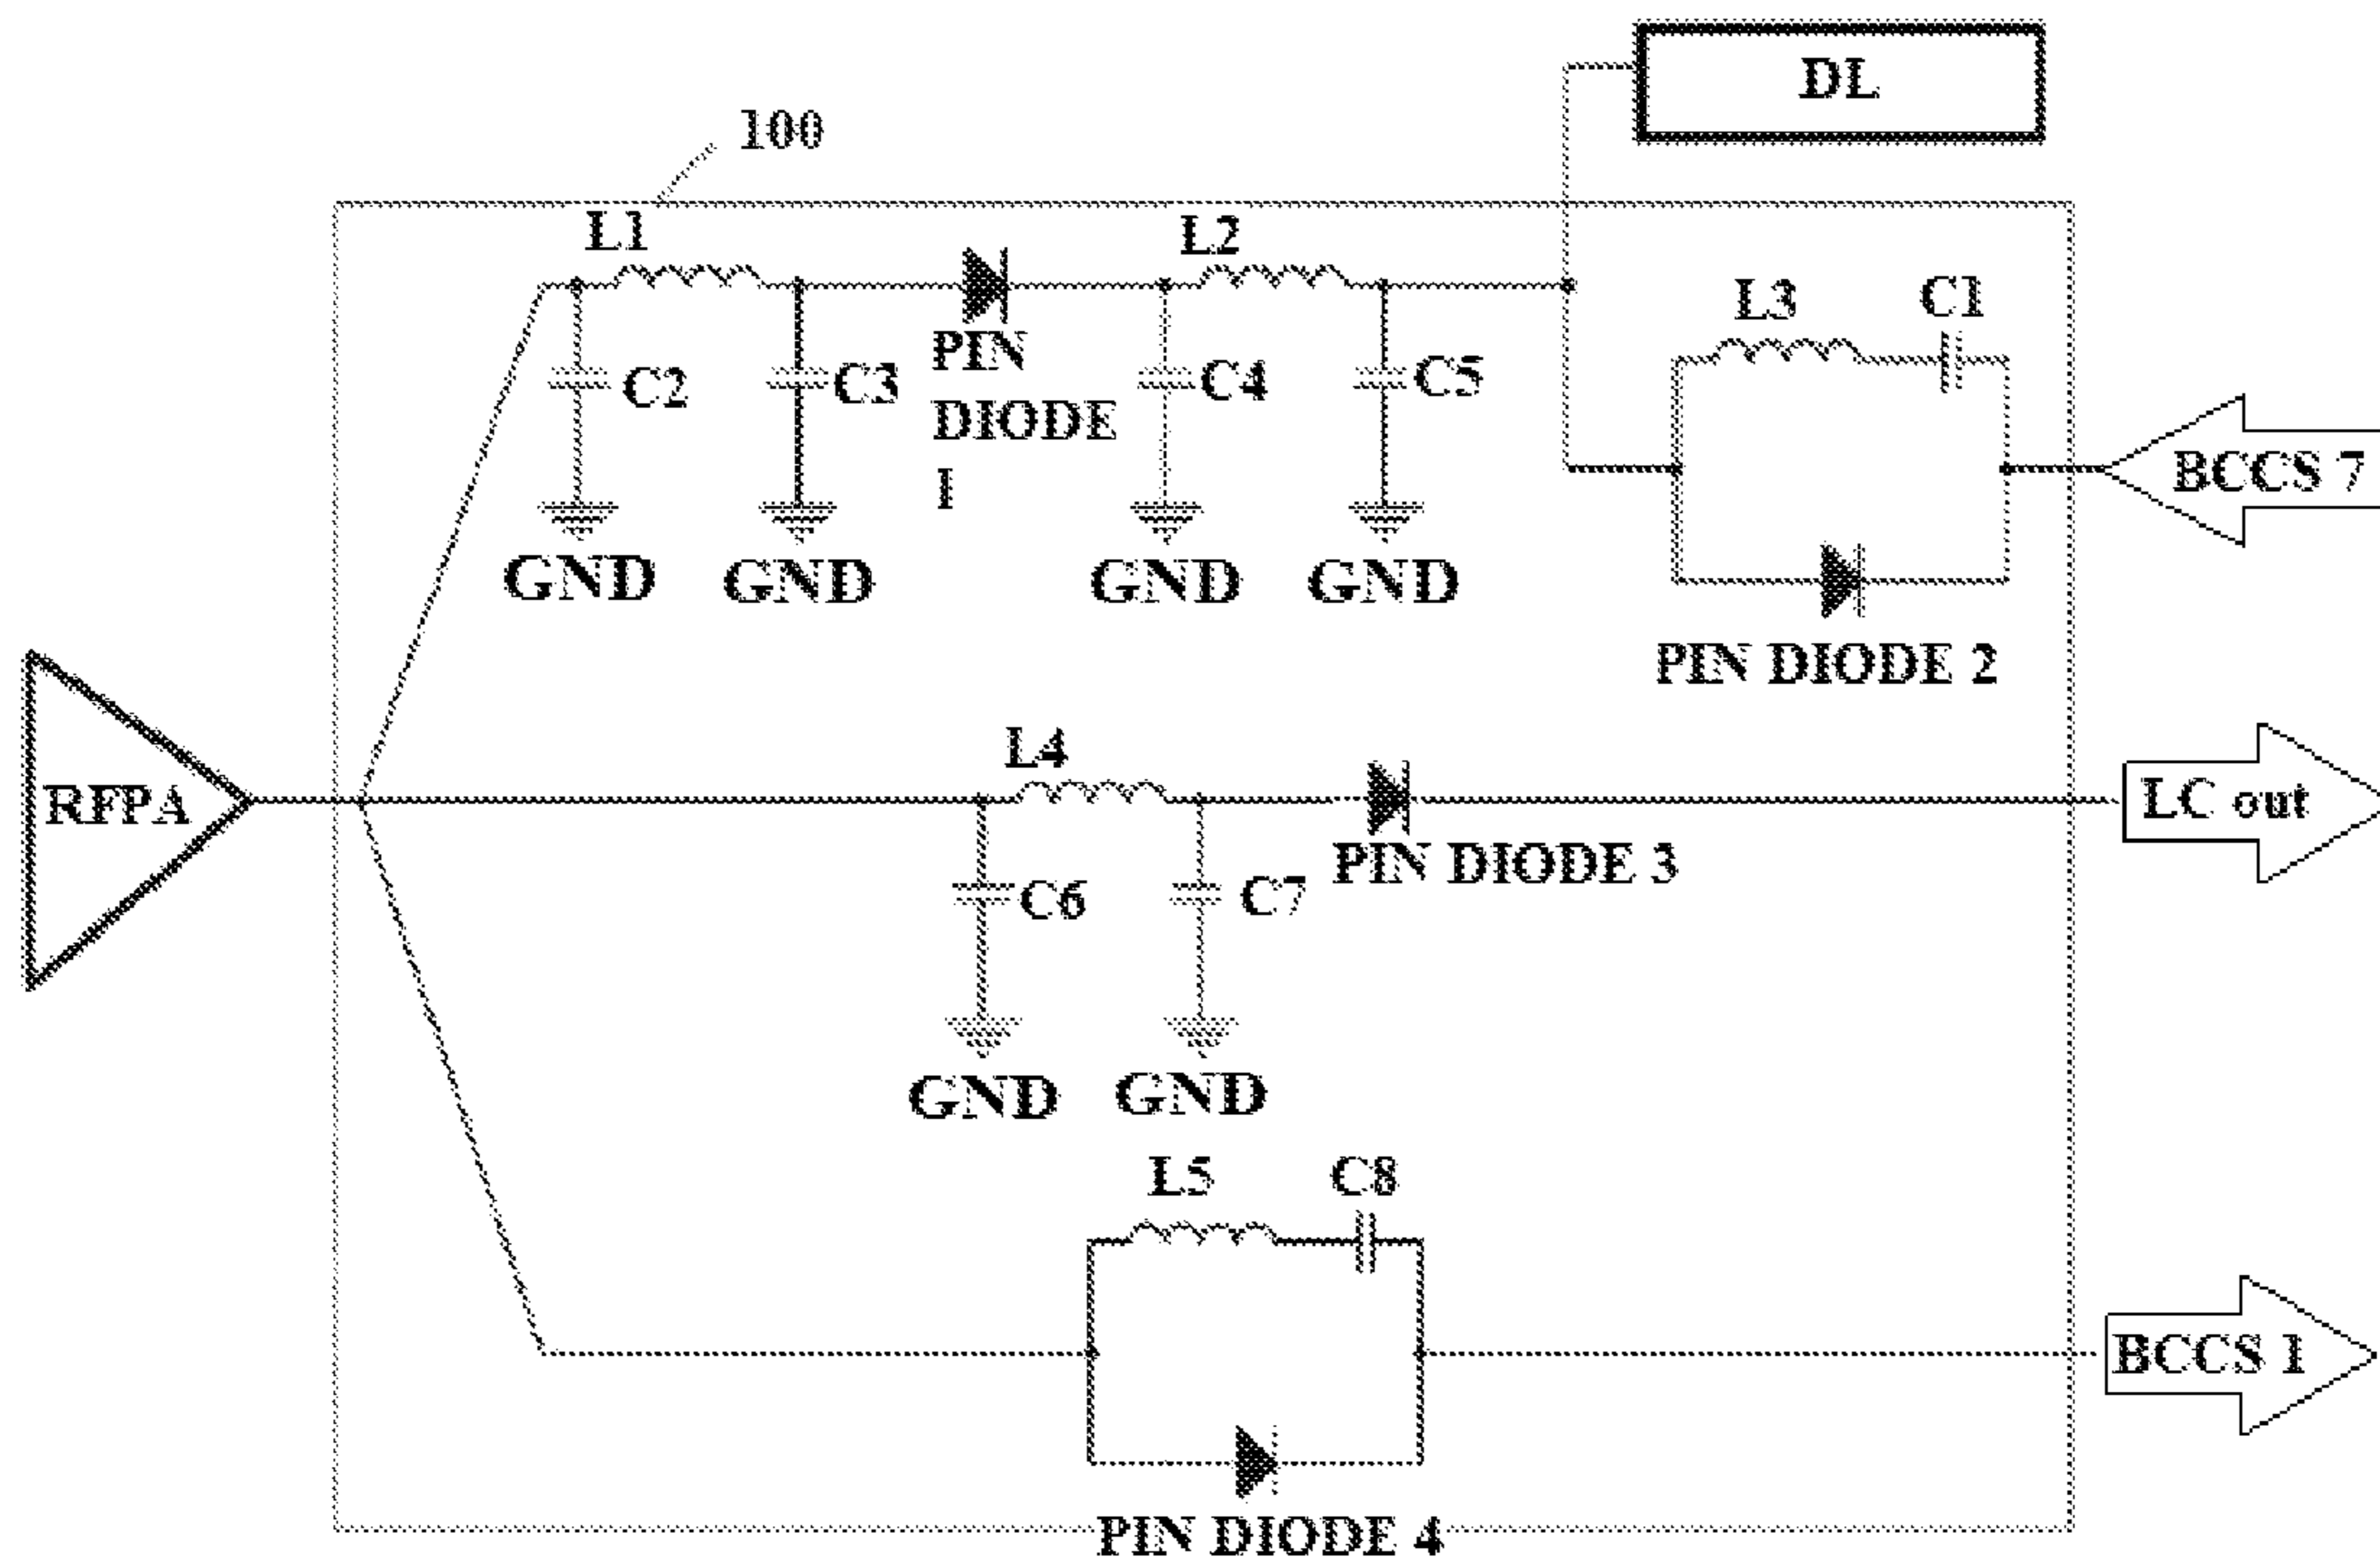 DL
100
L1
L2
L3
C1
C2
C3
PIN
DIODE
1
C4
C5
BCCS 7
GND
GND
GND
GND
PIN DIODE 2
RFPA
L4
LC out
PIN DIODE 3
C6
C7
GND
GND
L5
C8
BCCS 1
PIN DIODE 4